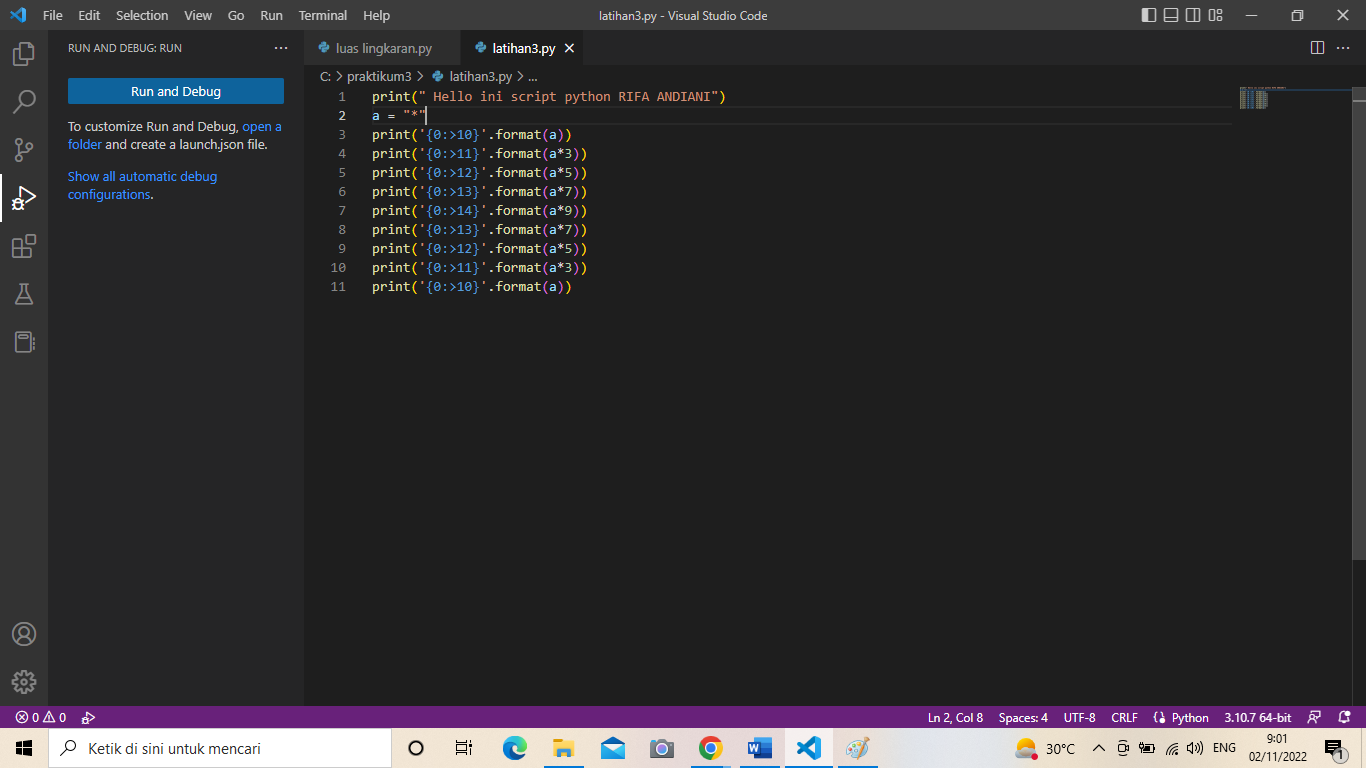 File Edit Selection View Go Run Terminal Help
latihan3.py - Visual Studio Code
RUN AND DEBUG: RUN ...
luas lingkaran.py
latihan3.py
C: > praktikum3 > latihan3.py > ...
Run and Debug
To customize Run and Debug, open a
folder and create a launch.json file.
Show all automatic debug
configurations.
1 print(" Hello ini script python RIFA ANDIANI")
2 a = "*"
3 print('{0:>10}'.format(a))
4 print('{0:>11}'.format(a*3))
5 print('{0:>12}'.format(a*5))
6 print('{0:>13}'.format(a*7))
7 print('{0:>14}'.format(a*9))
8 print('{0:>13}'.format(a*7))
9 print('{0:>12}'.format(a*5))
10 print('{0:>11}'.format(a*3))
11 print('{0:>10}'.format(a))
0 0
Ln 2, Col 8 Spaces: 4 UTF-8 CRLF Python 3.10.7 64-bit
Ketik di sini untuk mencari
30°C
ENG
9:01
02/11/2022
1